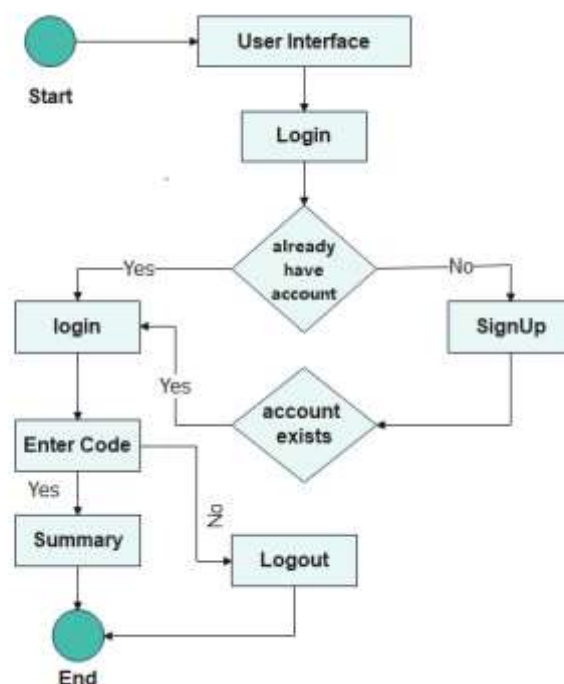 User Interface
Start
Login
already
have
account
Yes
No
login
SignUp
Yes
account
exists
Enter Code
Yes
No
Summary
Logout
End